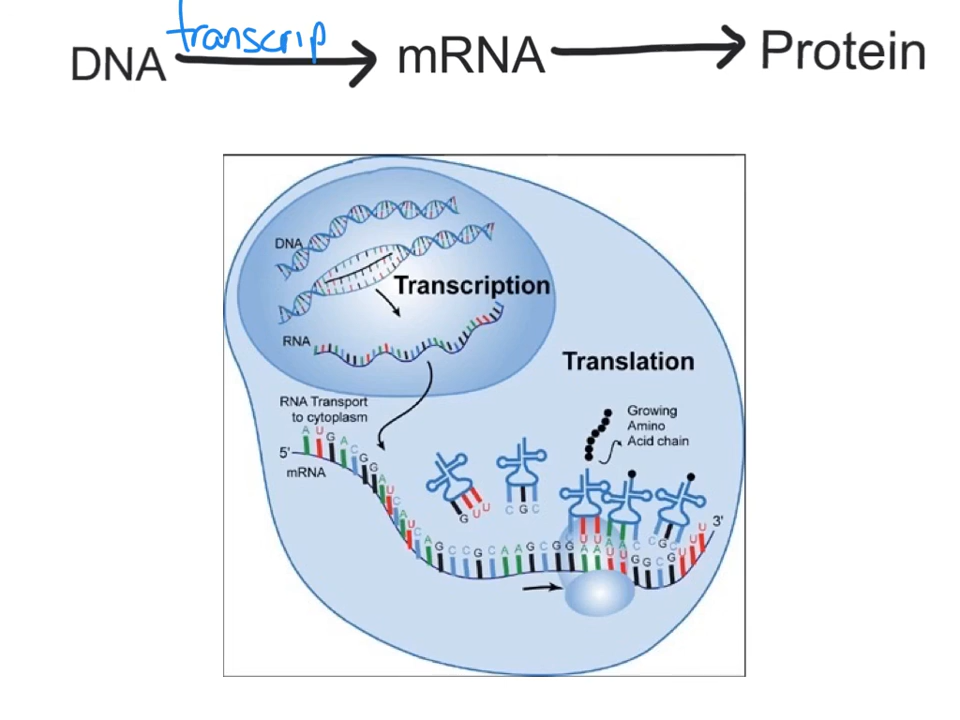 transcrip
DNA mRNA Protein
DNA
Transcription
RNA
Translation
RNA Transport
to cytoplasm
Growing
Amino
Acid chain
5'
mRNA
A U G A C G G A U C A U C A G C C G C A A G C G G A A U U G G C G U U U
G U U
C G C
U U A A C
C G C
3'